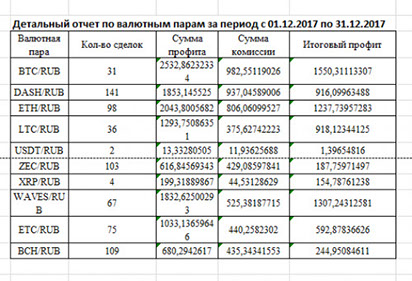 Детальный отчет по валютным парам за период с 01.12.2017 по 31.12.2017
Валютная пара Кол-во сделок Сумма профита Сумма комиссии Итоговый профит
BTC/RUB 31 2532,86232334 982,55119026 1550,31113307
DASH/RUB 141 1853,145525 937,04589006 916,09963488
ETH/RUB 98 2043,8005682 806,06099527 1237,73957283
LTC/RUB 36 1293,75086351 375,62742223 918,12344125
USDT/RUB 2 13,33280505 11,93625688 1,39654816
ZEC/RUB 103 616,84569343 429,08597841 187,75971497
XRP/RUB 4 199,31889867 44,53128629 154,78761238
WAVES/RUB 67 1832,62500293 525,38187715 1307,24312581
ETC/RUB 75 1033,13659646 440,2582302 592,87836626
BCH/RUB 109 680,2942617 435,34341553 244,95084611